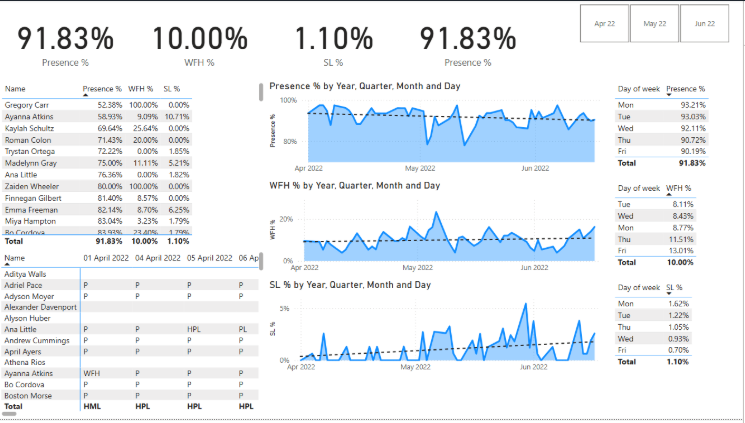 91.83% 10.00% 1.10% 91.83%
Presence % WFH % SL % Presence %
Apr 22 May 22 Jun 22
Name Presence % WFH % SL %
Gregory Carr 52.38% 100.00% 0.00%
Ayanna Atkins 58.93% 9.09% 10.71%
Kaylah Schultz 69.64% 25.64% 0.00%
Roman Colon 71.43% 20.00% 0.00%
Trystan Ortega 72.22% 0.00% 1.85%
Madelynn Gray 75.00% 11.11% 5.21%
Ana Little 76.36% 0.00% 1.82%
Zaiden Wheeler 80.00% 100.00% 0.00%
Finnegan Gilbert 81.40% 8.57% 0.00%
Emma Freeman 82.14% 8.70% 6.25%
Miya Hampton 83.04% 3.23% 1.79%
Bo Cordova 83.93% 23.40% 1.79%
Total 91.83% 10.00% 1.10%
Name 01 April 2022 04 April 2022 05 April 2022 06 Ap
Aditya Walls
Adriel Pace P P P P
Adyson Moyer P P P P
Alexander Davenport
Alyson Huber
Ana Little P P HPL PL
Andrew Cummings P P P P
April Ayers P P P P
Athena Rios
Ayanna Atkins WFH P P P
Bo Cordova P P P P
Boston Morse P P P P
Total HML HPL HPL HPL
Presence % by Year, Quarter, Month and Day
Presence %
100%
80%
Apr 2022 May 2022 Jun 2022
WFH % by Year, Quarter, Month and Day
WFH %
20%
0%
Apr 2022 May 2022 Jun 2022
SL % by Year, Quarter, Month and Day
SL %
5%
0%
Apr 2022 May 2022 Jun 2022
Day of week Presence %
Mon 93.21%
Tue 93.03%
Wed 92.11%
Thu 90.72%
Fri 90.19%
Total 91.83%
Day of week WFH %
Tue 8.11%
Wed 8.43%
Mon 8.77%
Thu 11.51%
Fri 13.01%
Total 10.00%
Day of week SL %
Mon 1.62%
Tue 1.22%
Thu 1.05%
Wed 0.93%
Fri 0.70%
Total 1.10%